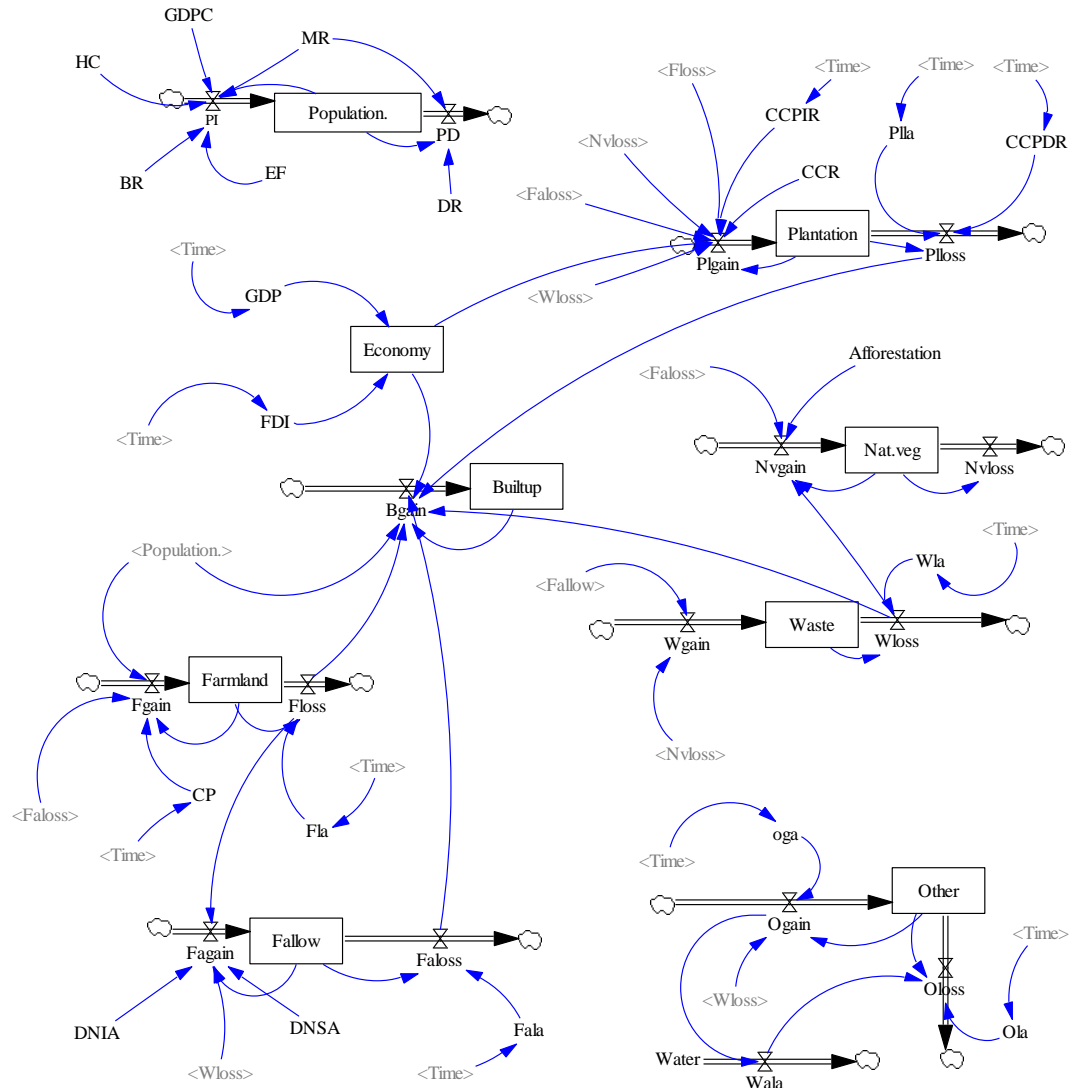 GDPC
MR
HC
Population.
PI
PD
BR
EF
DR
<Floss>
<Time>
<Time>
<Time>
CCPIR
Plla
CCPDR
<Nvloss>
CCR
<Faloss>
Plantation
Plgain
Plloss
<Wloss>
<Time>
GDP
Economy
Afforestation
<Faloss>
FDI
<Time>
Nat.veg
Nvgain
Nvloss
Builtup
Bgain
<Time>
<Population.>
Wla
<Fallow>
Waste
Wgain
Wloss
Farmland
Fgain
Floss
<Nvloss>
<Time>
CP
<Faloss>
Fla
<Time>
oga
<Time>
Other
Ogain
<Time>
Fallow
Fagain
Faloss
Oloss
<Wloss>
DNIA
DNSA
Fala
Ola
Water
<Wloss>
<Time>
Wala